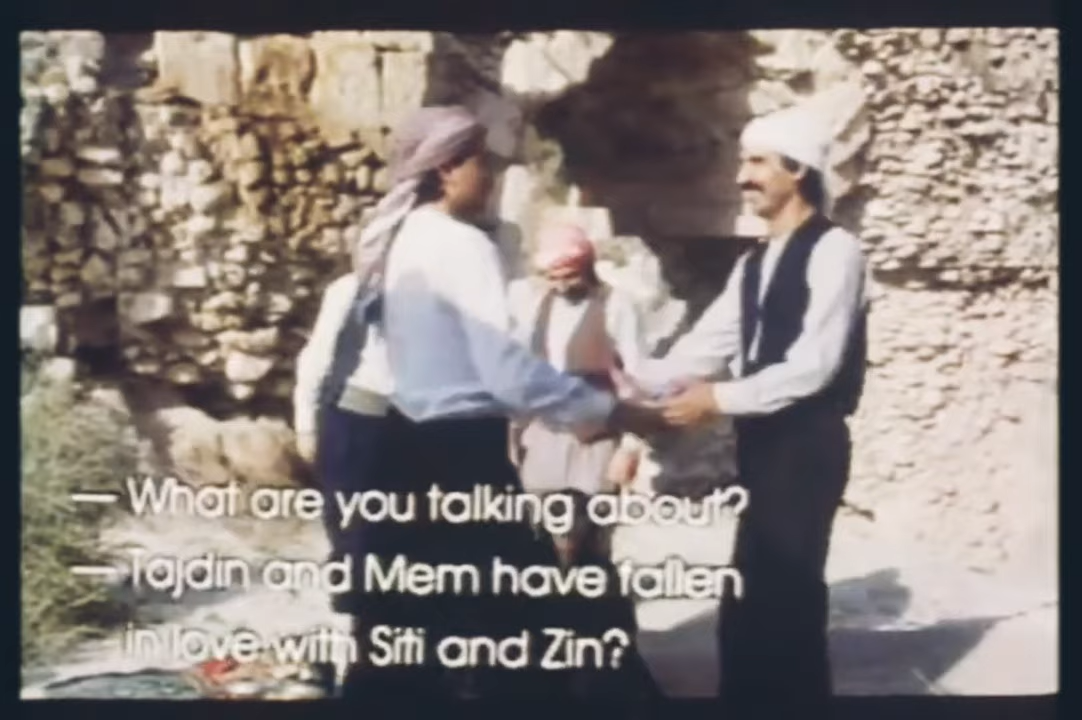 — What are you talking about?
— Tajdin and Mem have fallen
in love with Siti and Zin?